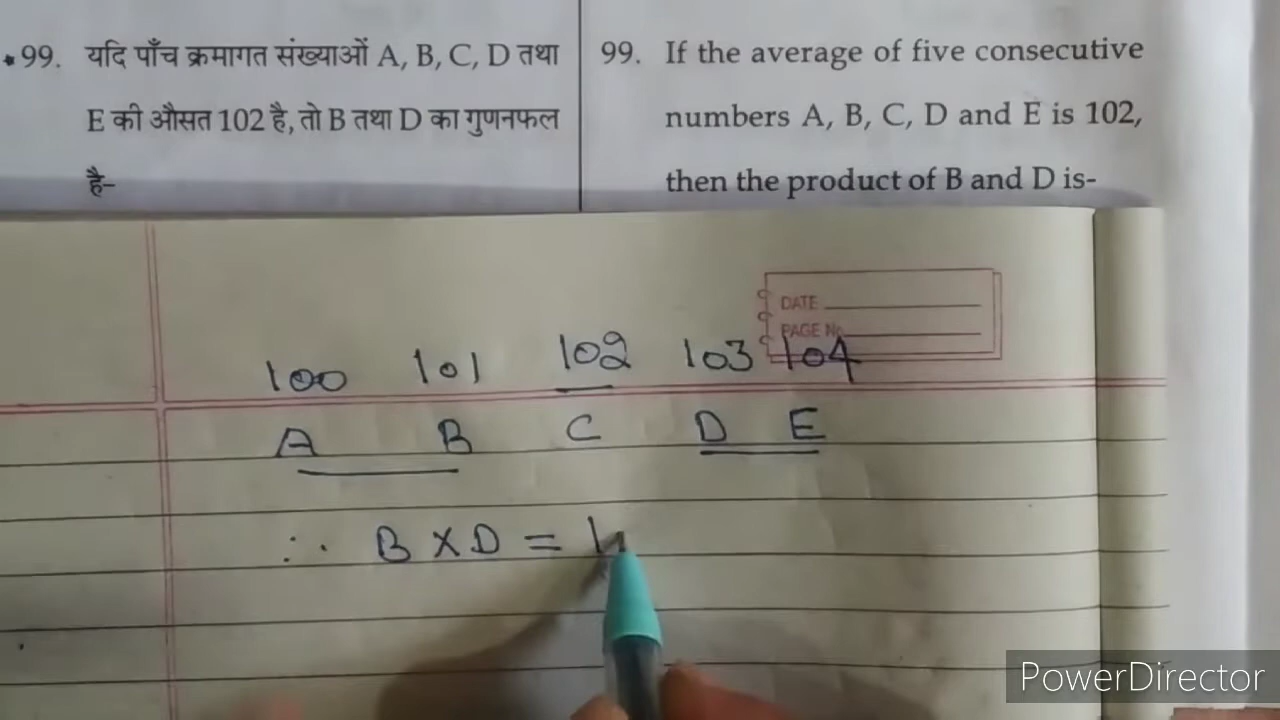 99. यदि पाँच क्रमागत संख्याओं A, B, C, D तथा
E की औसत 102 है, तो B तथा D का गुणनफल
है-
99. If the average of five consecutive
numbers A, B, C, D and E is 102,
then the product of B and D is-
DATE
PAGE No.
100 101 102 103 104
A B C D E
∴ B × D = 1
PowerDirector